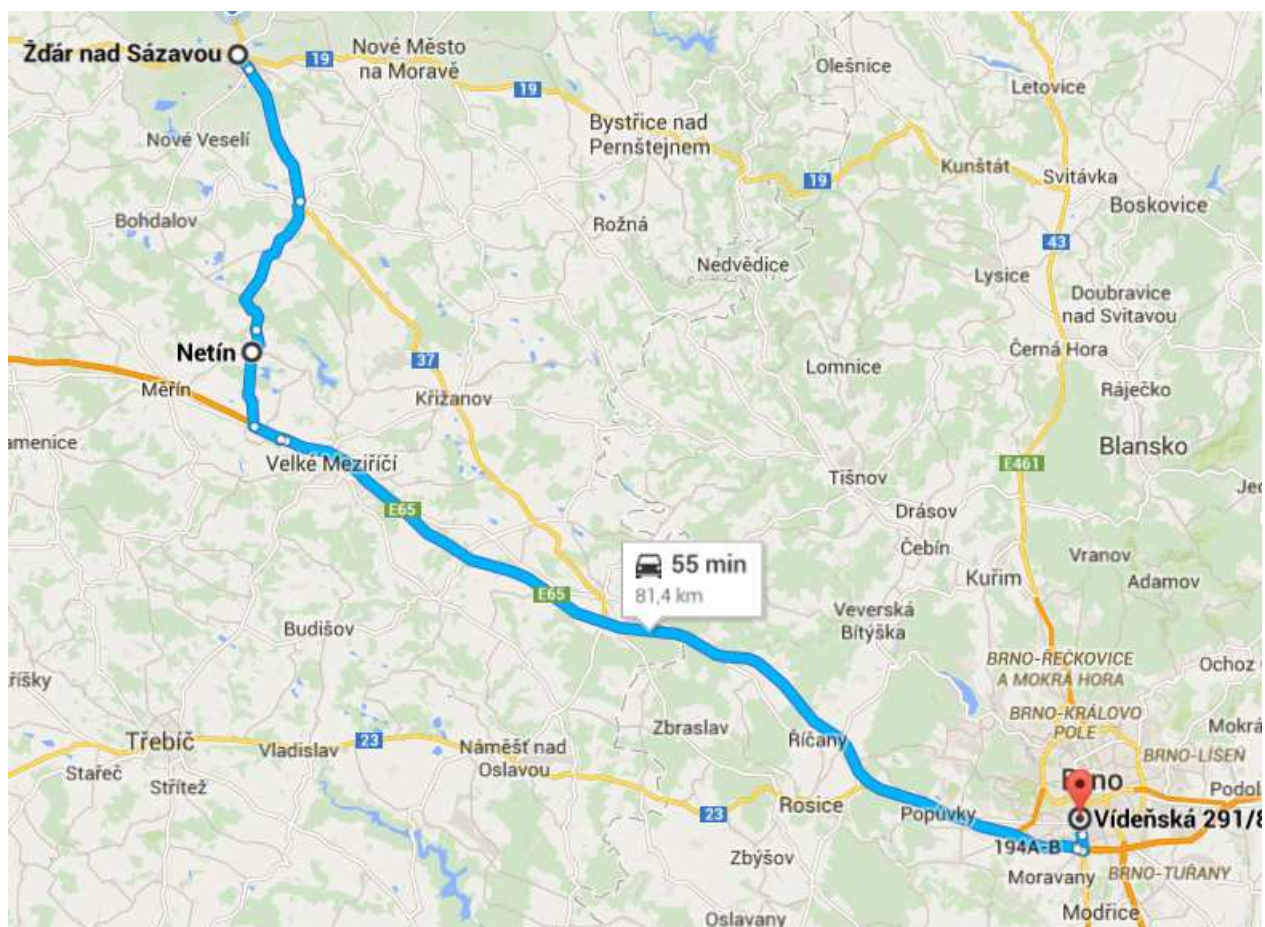 Žďár nad Sázavou
19
Nové Město
na Moravě
19
Olešnice
Letovice
Nové Veselí
Bystřice nad
Pernštejnem
19
Kunštát
Svitávka
Boskovice
Bohdalov
Rožná
Nedvědice
43
Lysice
Doubravice
nad Svitavou
Netín
Měřín
37
Křižanov
Lomnice
Černá Hora
Ráječko
amenice
Velké Meziříčí
E461
Blansko
Tišnov
Drásov
Čebín
E65
Vranov
Kuřim
Adamov
55 min
81,4 km
E65
Budišov
Veverská
Bítýška
BRNO-ŘEČKOVICE
A MOKRÁ HORA
Ochoz
říšky
BRNO-KRÁLOVO
POLE
Mokrá
Zbraslav
Říčany
BRNO-LÍŠEŇ
Třebíč
Vladislav
23
Náměšť nad
Oslavou
Stařeč
Střítež
23
Rosice
Popůvky
Brno
Podol
Vídeňská 291/8
194A-B
Zbýšov
Moravany
BRNO-TUŘANY
Oslavany
Modřice